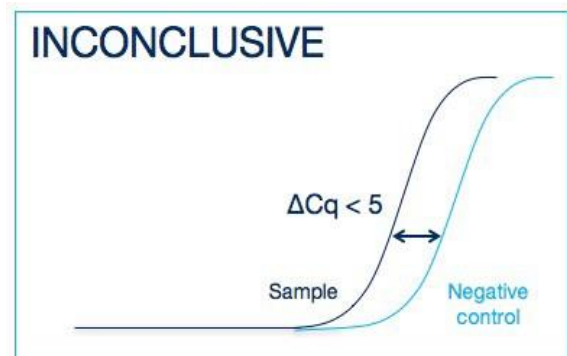 INCONCLUSIVE
ΔCq < 5
Sample
Negative
control